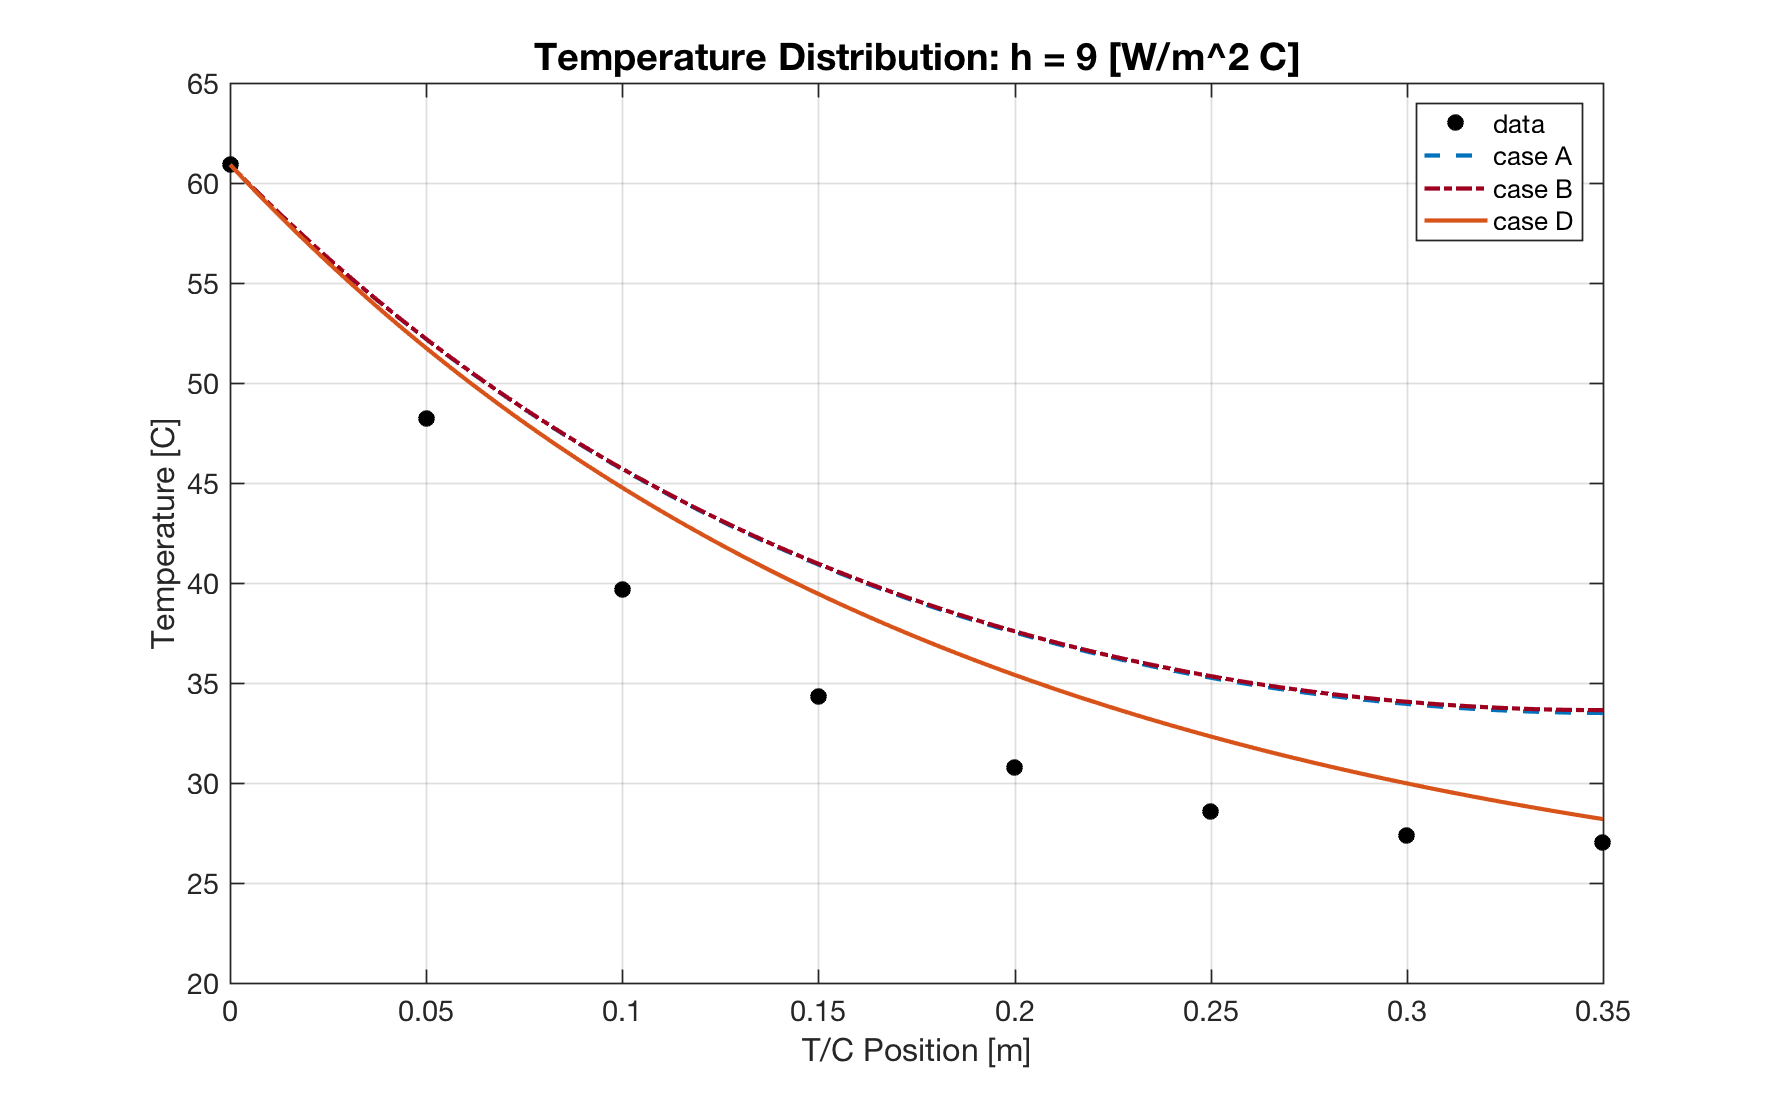 Temperature Distribution: h = 9 [W/m^2 C]
65
60
55
50
45
40
35
30
25
20
Temperature [C]
data
case A
case B
case D
0 0.05 0.1 0.15 0.2 0.25 0.3 0.35
T/C Position [m]